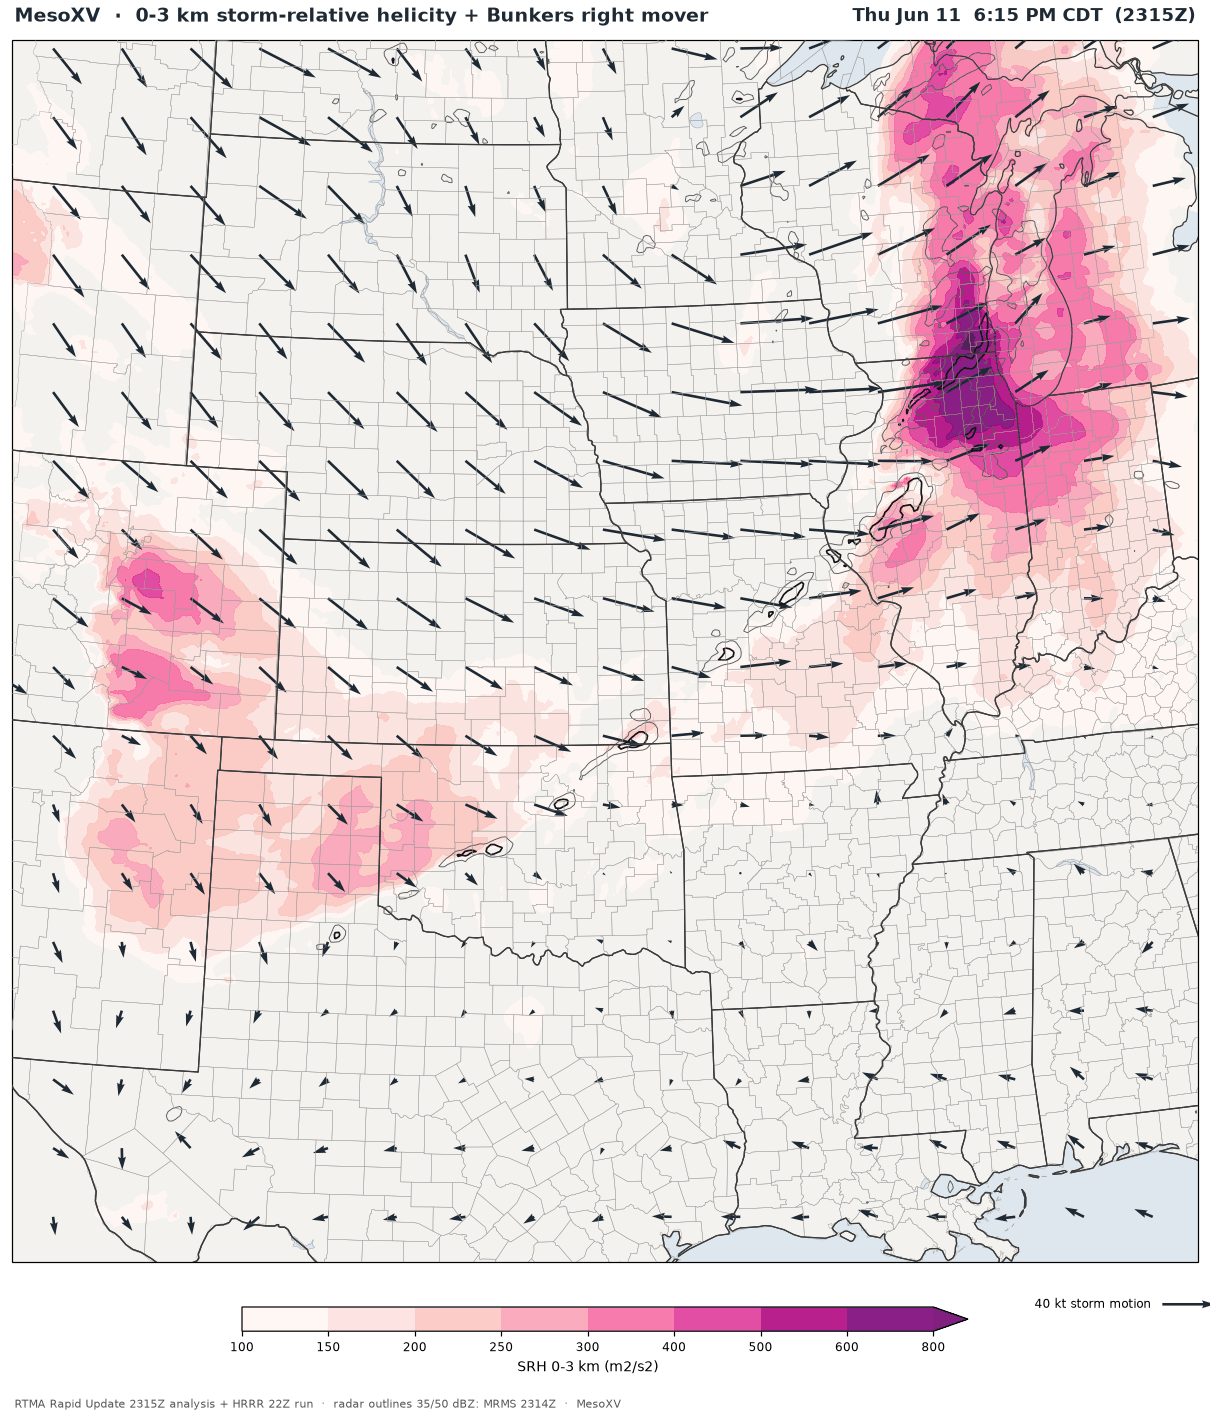 MesoXV · 0-3 km storm-relative helicity + Bunkers right mover
Thu Jun 11 6:15 PM CDT (2315Z)
40 kt storm motion
100 150 200 250 300 400 500 600 800
SRH 0-3 km (m2/s2)
RTMA Rapid Update 2315Z analysis + HRRR 22Z run · radar outlines 35/50 dBZ: MRMS 2314Z · MesoXV